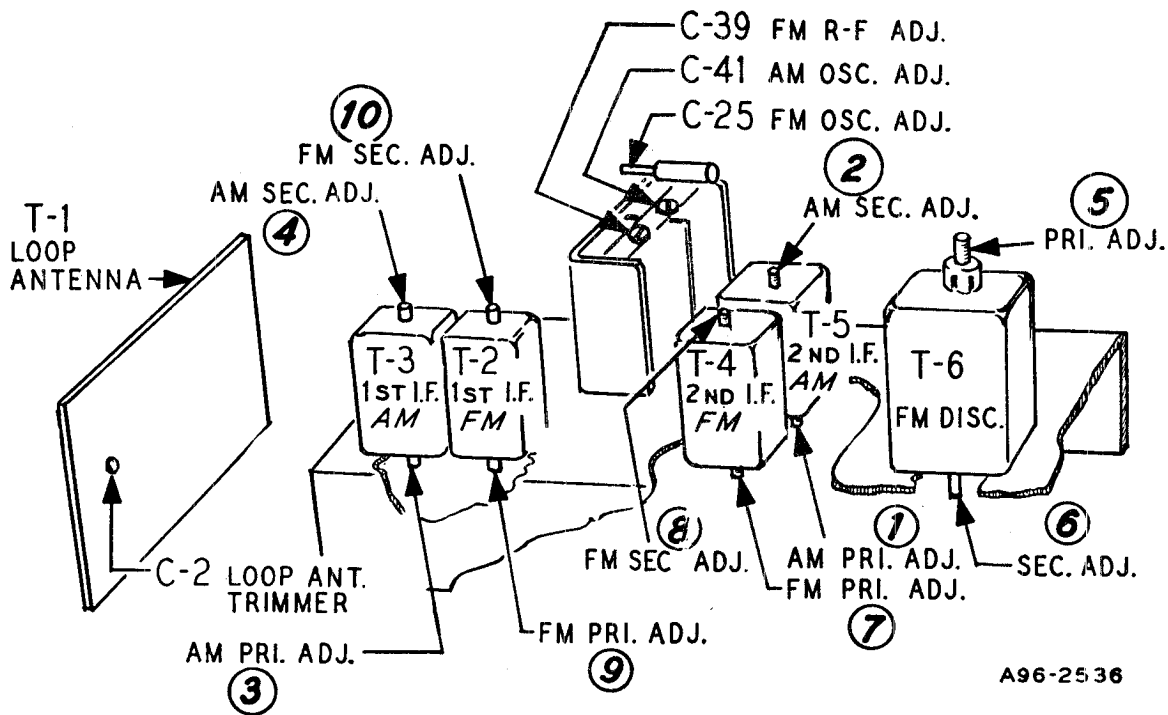 C-39 FM R-F ADJ.
C-41 AM OSC. ADJ.
C-25 FM OSC. ADJ.
10
FM SEC. ADJ.
2
AM SEC. ADJ.
AM SEC. ADJ.
4
5
PRI. ADJ.
T-1
LOOP
ANTENNA
T-3
1ST I.F.
AM
T-2
1ST I.F.
FM
T-4
2ND I.F.
FM
T-5
2ND I.F.
AM
T-6
FM DISC.
C-2 LOOP ANT.
TRIMMER
8
FM SEC ADJ.
1
AM PRI. ADJ.
FM PRI. ADJ.
7
6
SEC. ADJ.
AM PRI. ADJ.
3
FM PRI. ADJ.
9
A96-2536